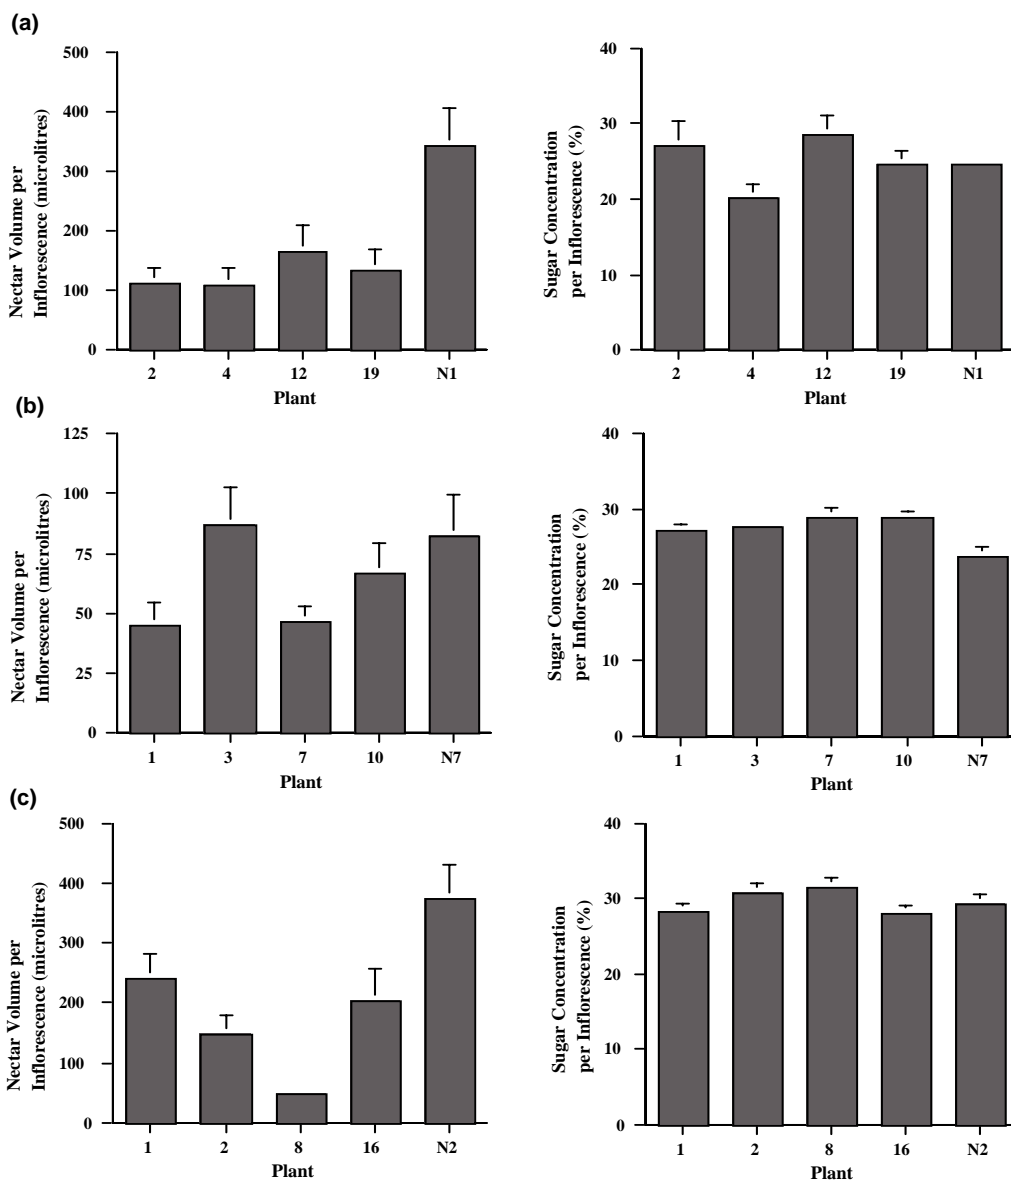 (a)
500
400
300
200
100
0
Nectar Volume per
Inflorescence (microlitres)
2 4 12 19 N1
Plant
40
30
20
10
0
Sugar Concentration
per Inflorescence (%)
2 4 12 19 N1
Plant
(b)
125
100
75
50
25
0
Nectar Volume per
Inflorescence (microlitres)
1 3 7 10 N7
Plant
40
30
20
10
0
Sugar Concentration
per Inflorescence (%)
1 3 7 10 N7
Plant
(c)
500
400
300
200
100
0
Nectar Volume per
Inflorescence (microlitres)
1 2 8 16 N2
Plant
40
30
20
10
0
Sugar Concentration
per Inflorescence (%)
1 2 8 16 N2
Plant